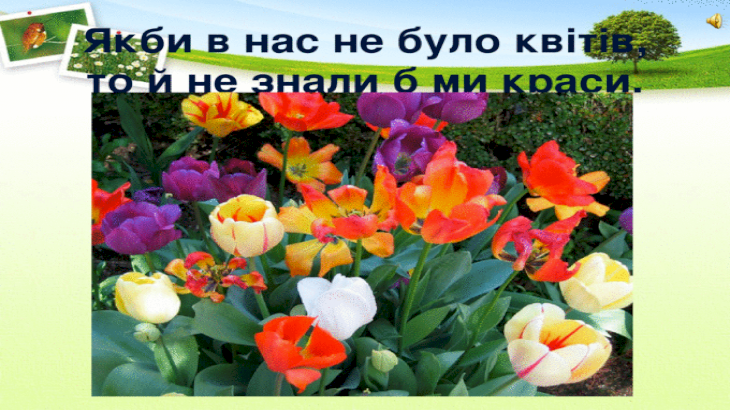 Якби в нас не було квітів,
то й не знали б ми краси.